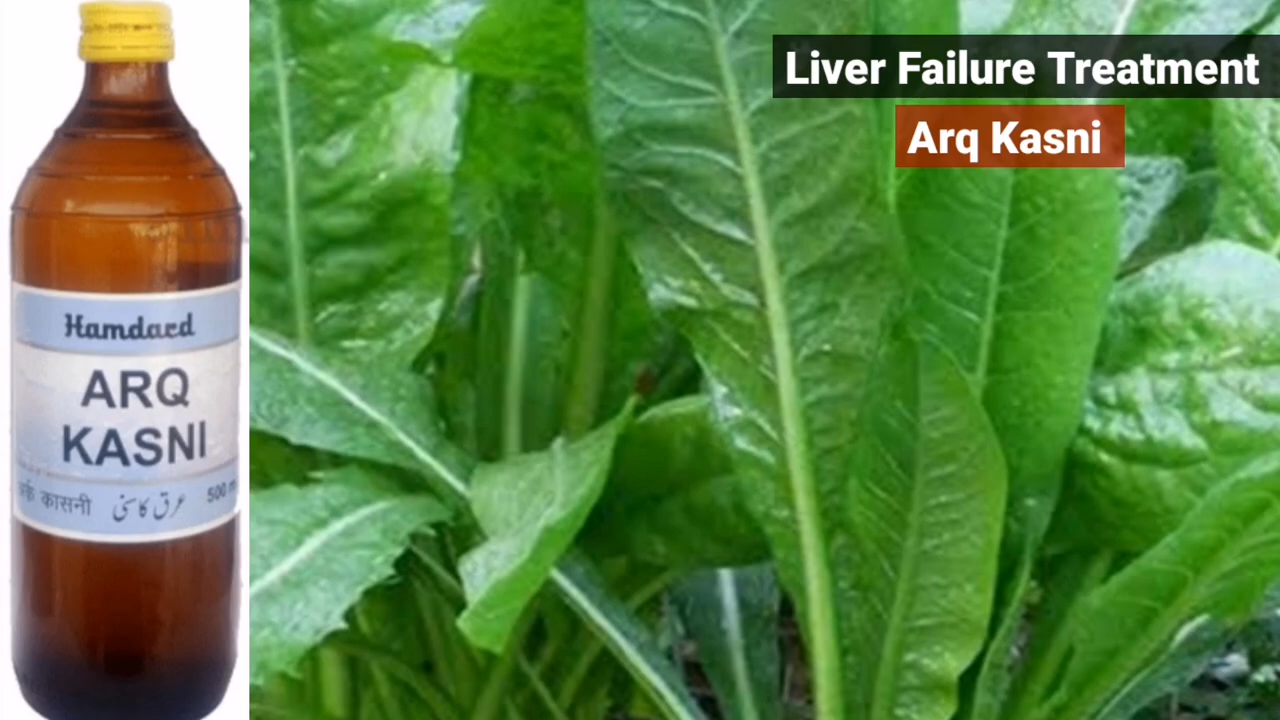 Liver Failure Treatment
Arq Kasni
Hamdard
ARQ
KASNI
अर्क कासनी عرق کاسنی 500 m